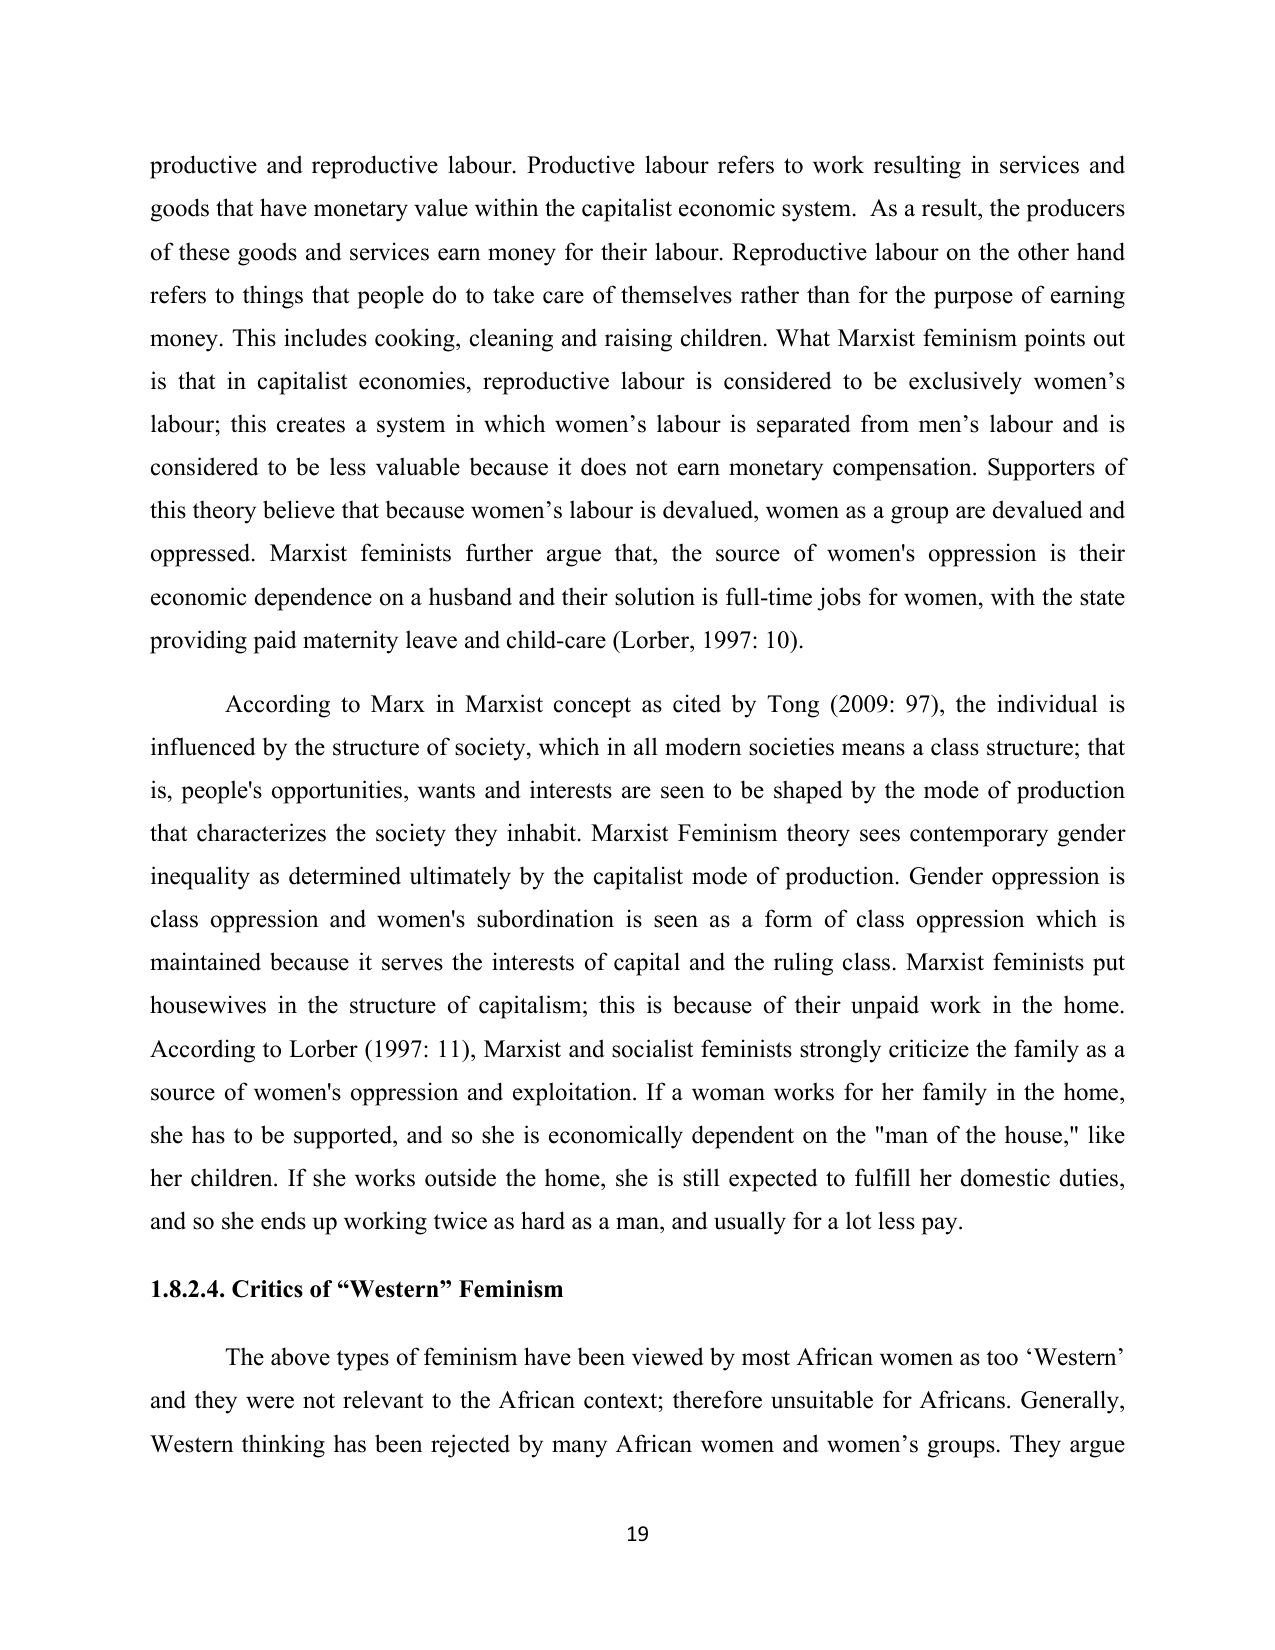 productive and reproductive labour. Productive labour refers to work resulting in services and
goods that have monetary value within the capitalist economic system.  As a result, the producers
of these goods and services earn money for their labour. Reproductive labour on the other hand
refers to things that people do to take care of themselves rather than for the purpose of earning
money. This includes cooking, cleaning and raising children. What Marxist feminism points out
is that in capitalist economies, reproductive labour is considered to be exclusively women’s
labour; this creates a system in which women’s labour is separated from men’s labour and is
considered to be less valuable because it does not earn monetary compensation. Supporters of
this theory believe that because women’s labour is devalued, women as a group are devalued and
oppressed. Marxist feminists further argue that, the source of women's oppression is their
economic dependence on a husband and their solution is full-time jobs for women, with the state
providing paid maternity leave and child-care (Lorber, 1997: 10).
According to Marx in Marxist concept as cited by Tong (2009: 97), the individual is
influenced by the structure of society, which in all modern societies means a class structure; that
is, people's opportunities, wants and interests are seen to be shaped by the mode of production
that characterizes the society they inhabit. Marxist Feminism theory sees contemporary gender
inequality as determined ultimately by the capitalist mode of production. Gender oppression is
class oppression and women's subordination is seen as a form of class oppression which is
maintained because it serves the interests of capital and the ruling class. Marxist feminists put
housewives in the structure of capitalism; this is because of their unpaid work in the home.
According to Lorber (1997: 11), Marxist and socialist feminists strongly criticize the family as a
source of women's oppression and exploitation. If a woman works for her family in the home,
she has to be supported, and so she is economically dependent on the "man of the house," like
her children. If she works outside the home, she is still expected to fulfill her domestic duties,
and so she ends up working twice as hard as a man, and usually for a lot less pay.
1.8.2.4. Critics of “Western” Feminism
The above types of feminism have been viewed by most African women as too ‘Western’
and they were not relevant to the African context; therefore unsuitable for Africans. Generally,
Western thinking has been rejected by many African women and women’s groups. They argue
19